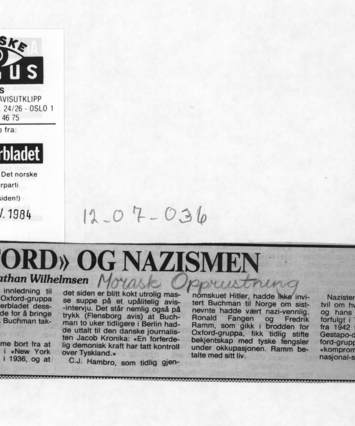 SKE
US
S
AVISUTKLIPP
. 24/26 - OSLO 1
46 75
fra:
rbladet
Det norske
rparti
siden!)
V. 1984
12-07-036
FORD» OG NAZISMEN
athan Wilhelmsen
Moralsk Opprustning
innledning til
Oxford-gruppa
erbladet dess-
de for å bringe
Buchman tak-
me bort fra at
i «New York
i 1936, og at
det siden er blitt kokt utrolig mas-
se suppe på et upålitelig avis-
intervju. Det står nemlig også på
trykk (Flensborg avis) at Buch-
man to uker tidligere i Berlin had-
de uttalt til den danske journalis-
ten Jacob Kronika: «En forferde-
lig demonisk kraft har tatt kontroll
over Tyskland.»
C.J. Hambro, som tidlig gjen-
nomskuet Hitler, hadde ikke invi-
tert Buchman til Norge om sist-
nevnte hadde vært nazi-vennlig.
Ronald Fangen og Fredrik
Ramm, som gikk i brodden for
Oxford-gruppa, fikk tidlig stifte
bekjentskap med tyske fengsler
under okkupasjonen. Ramm be-
talte med sitt liv.
Nazister
tvil om h
og hans
forfulgt i
fra 1942
Gestapo-d
ford-grupp
«kompromi
nasjonal-s